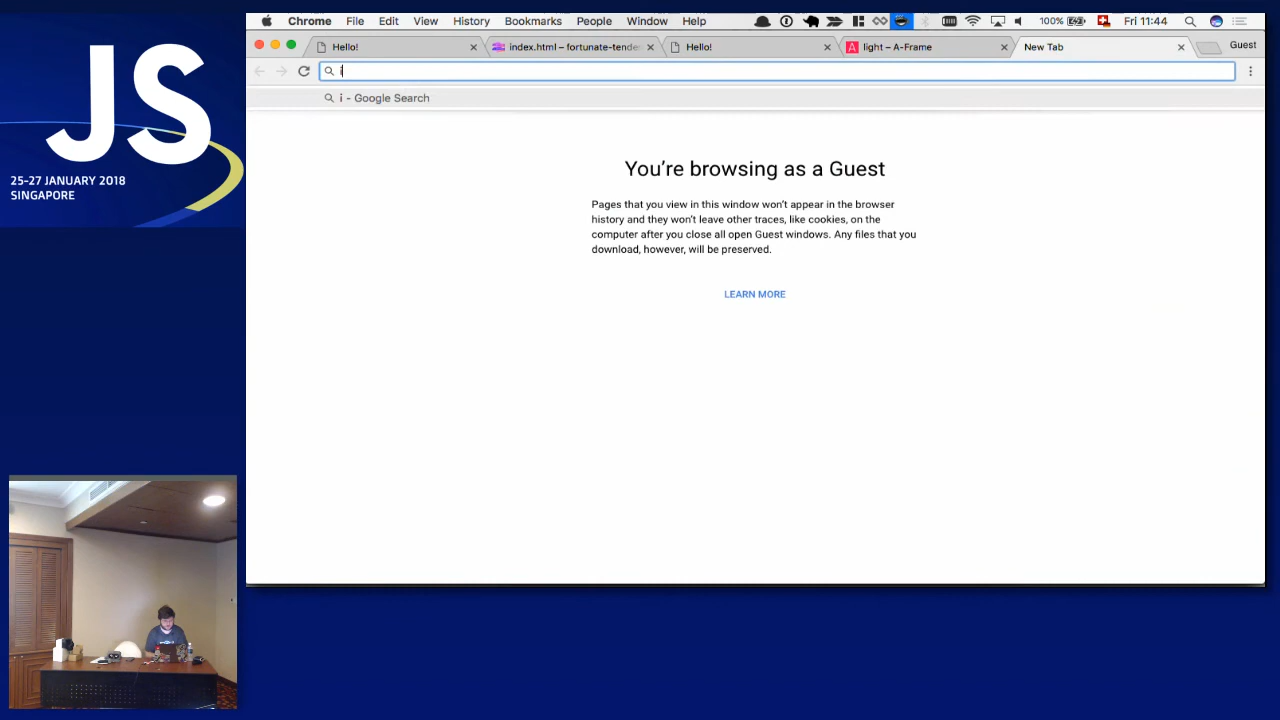 JS
25-27 JANUARY 2018
SINGAPORE
Chrome File Edit View History Bookmarks People Window Help
100%
Fri 11:44
Hello!
index.html – fortunate-tende
Hello!
light – A-Frame
New Tab
Guest
i
i - Google Search
You're browsing as a Guest
Pages that you view in this window won't appear in the browser
history and they won't leave other traces, like cookies, on the
computer after you close all open Guest windows. Any files that you
download, however, will be preserved.
LEARN MORE